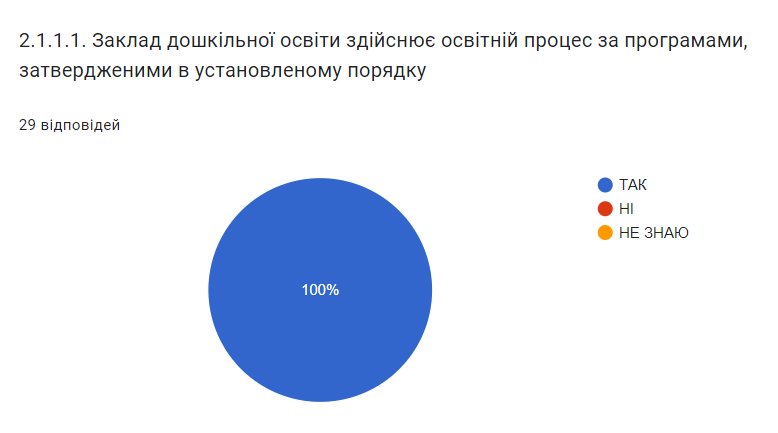 2.1.1.1. Заклад дошкільної освіти здійснює освітній процес за програмами,
затвердженими в установленому порядку
29 відповідей
100%
ТАК
НІ
НЕ ЗНАЮ